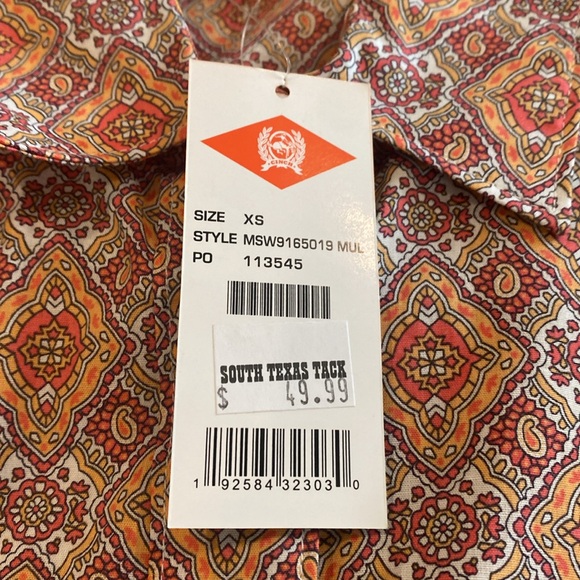 CINCH
SIZE XS
STYLE MSW9165019 MUL
PO 113545
SOUTH TEXAS TACK
$ 49.99
1 92584 32303 0